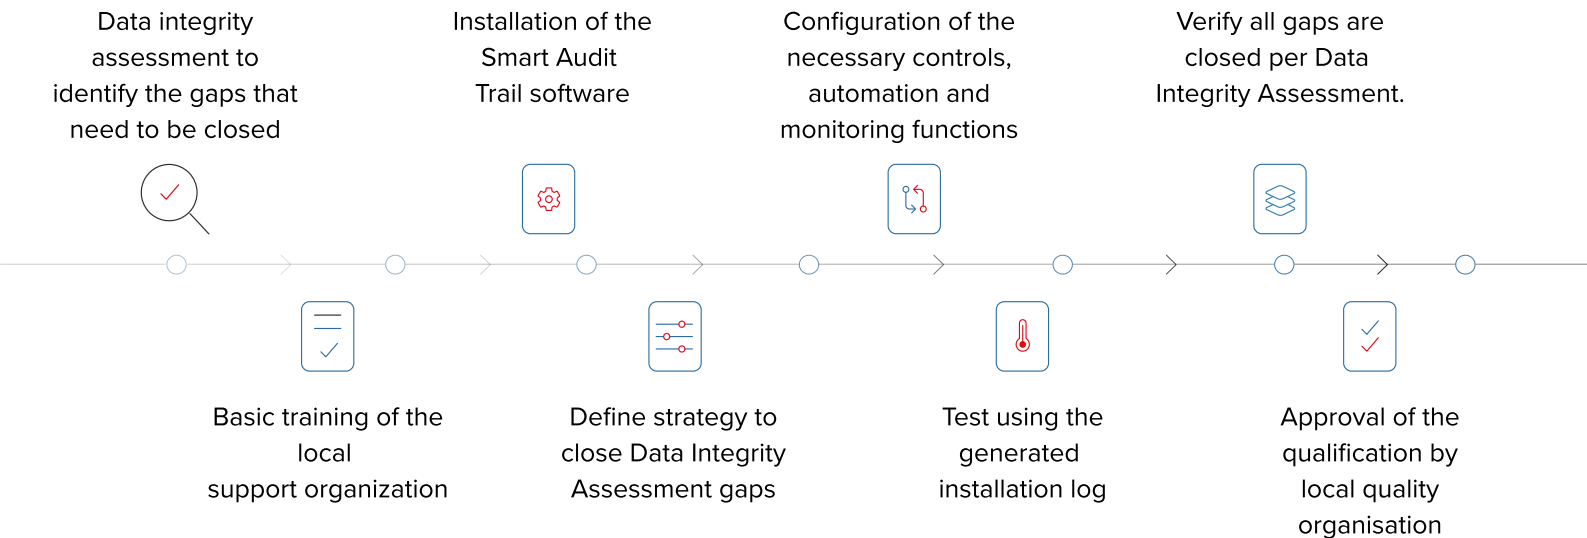 Data integrity
assessment to
identify the gaps that
need to be closed
Basic training of the
local
support organization
Installation of the
Smart Audit
Trail software
Define strategy to
close Data Integrity
Assessment gaps
Configuration of the
necessary controls,
automation and
monitoring functions
Test using the
generated
installation log
Verify all gaps are
closed per Data
Integrity Assessment.
Approval of the
qualification by
local quality
organisation